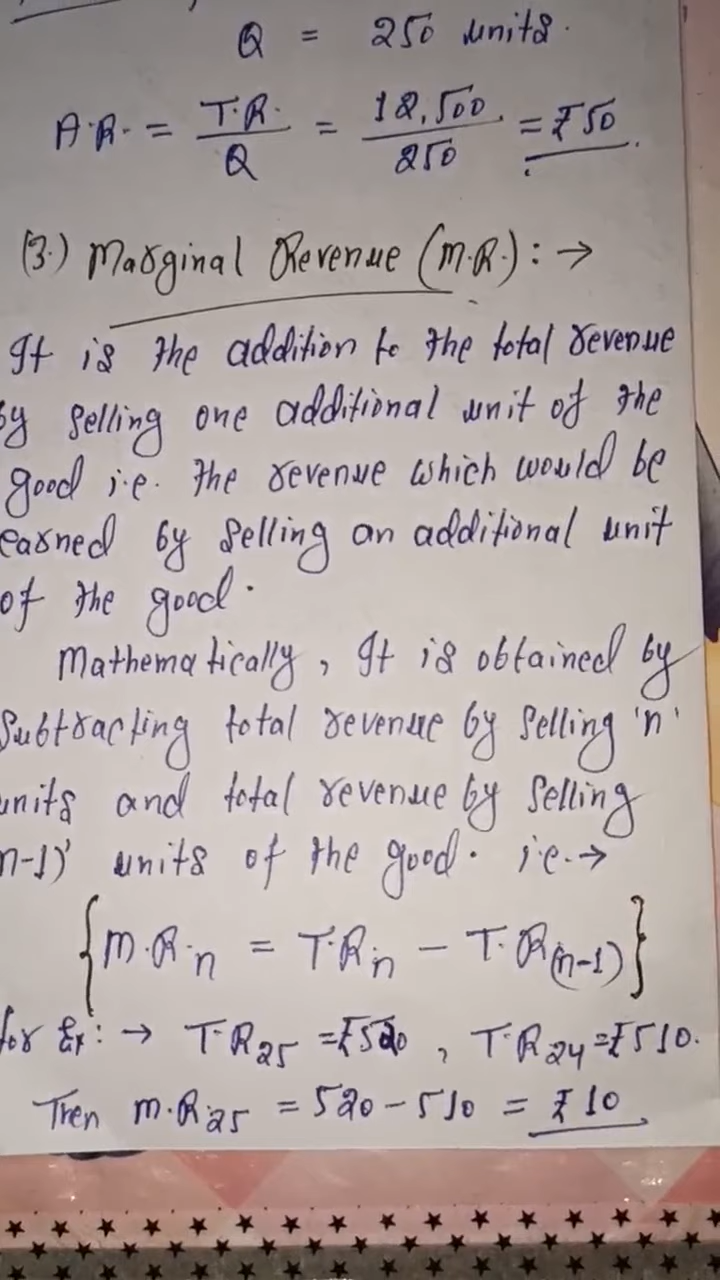 Q = 250 units.
A.R. = T.R. / Q = 12,500 / 250 = ₹50.
(3.) Marginal Revenue (M.R.) : →
It is the addition to the total revenue
by selling one additional unit of the
good i.e. the revenue which would be
earned by selling an additional unit
of the good.
Mathematically, It is obtained by
Subtracting total revenue by selling 'n'
units and total revenue by selling
n-1)' units of the good. i.e. →
{M.R.n = T.Rn - T.R(n-1)}
for Ex: → T.R25 = ₹520, T.R24 = ₹510.
Then M.R.25 = 520 - 510 = ₹10